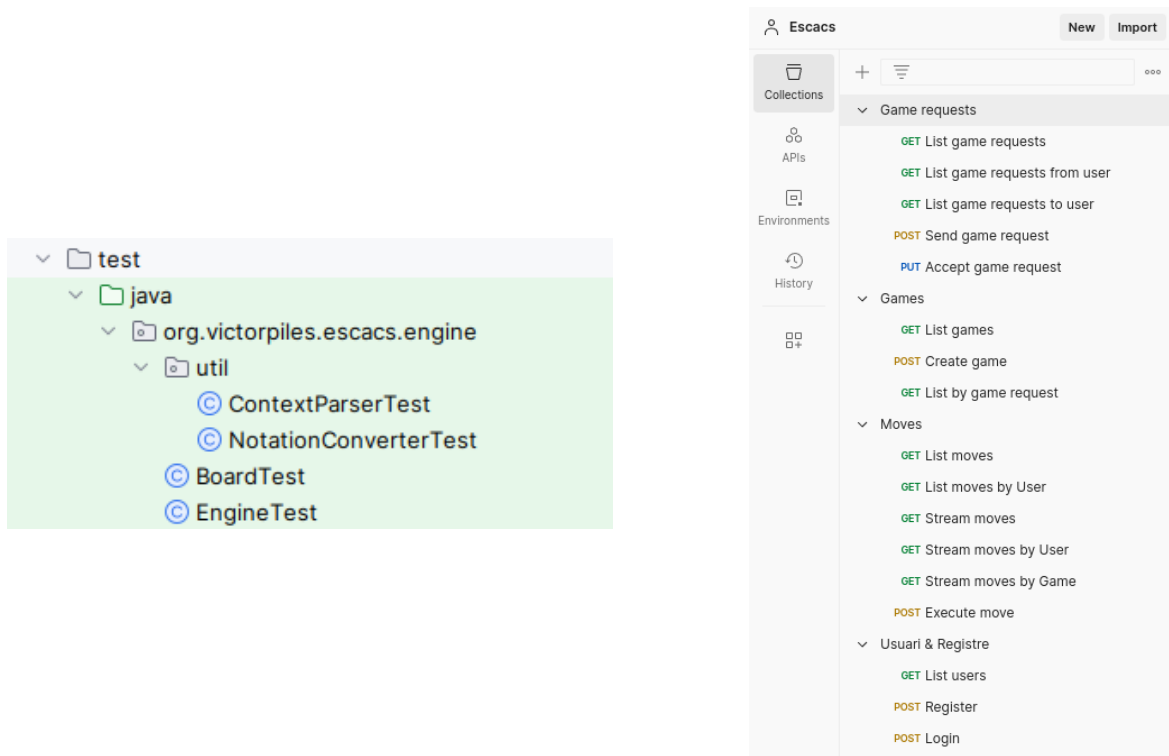 test
java
org.victorpiles.escacs.engine
util
ContextParserTest
NotationConverterTest
BoardTest
EngineTest
Escacs
New
Import
Collections
APIs
Environments
History
Game requests
GET List game requests
GET List game requests from user
GET List game requests to user
POST Send game request
PUT Accept game request
Games
GET List games
POST Create game
GET List by game request
Moves
GET List moves
GET List moves by User
GET Stream moves
GET Stream moves by User
GET Stream moves by Game
POST Execute move
Usuari & Registre
GET List users
POST Register
POST Login